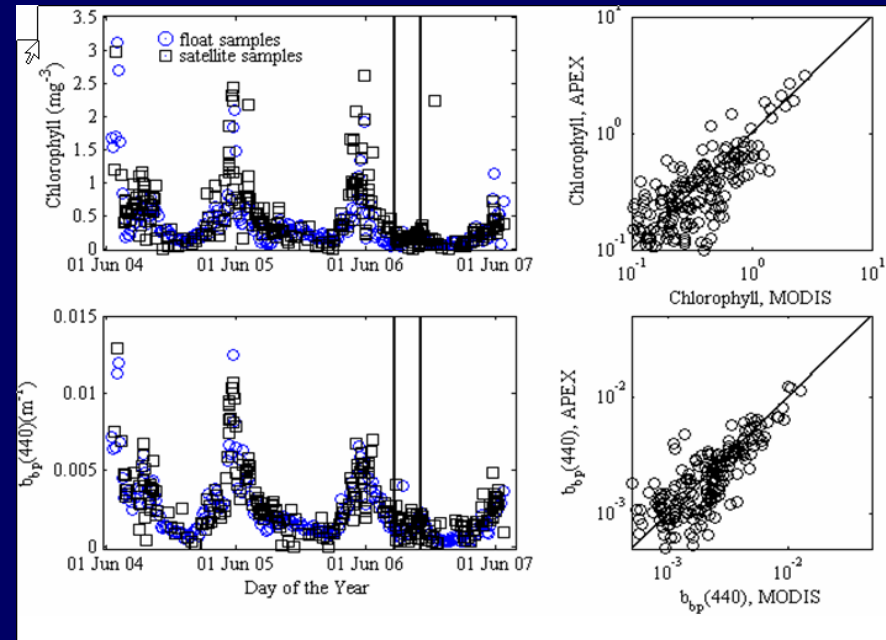 3.5
3
2.5
2
1.5
1
0.5
0
Chlorophyll (mg⁻³)
float samples
satellite samples
01 Jun 04 01 Jun 05 01 Jun 06 01 Jun 07
10¹
10⁰
10⁻¹
Chlorophyll, APEX
10⁻¹ 10⁰ 10¹
Chlorophyll, MODIS
0.015
0.01
0.005
0
b_bp(440)(m⁻¹)
01 Jun 04 01 Jun 05 01 Jun 06 01 Jun 07
Day of the Year
10⁻²
10⁻³
b_bp(440), APEX
10⁻³ 10⁻²
b_bp(440), MODIS